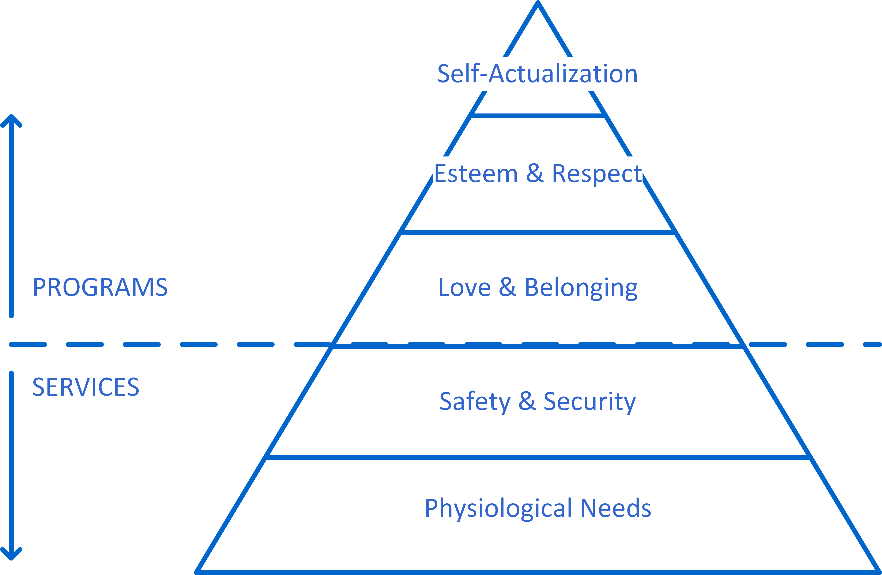 Self-Actualization
Esteem & Respect
PROGRAMS
Love & Belonging
SERVICES
Safety & Security
Physiological Needs